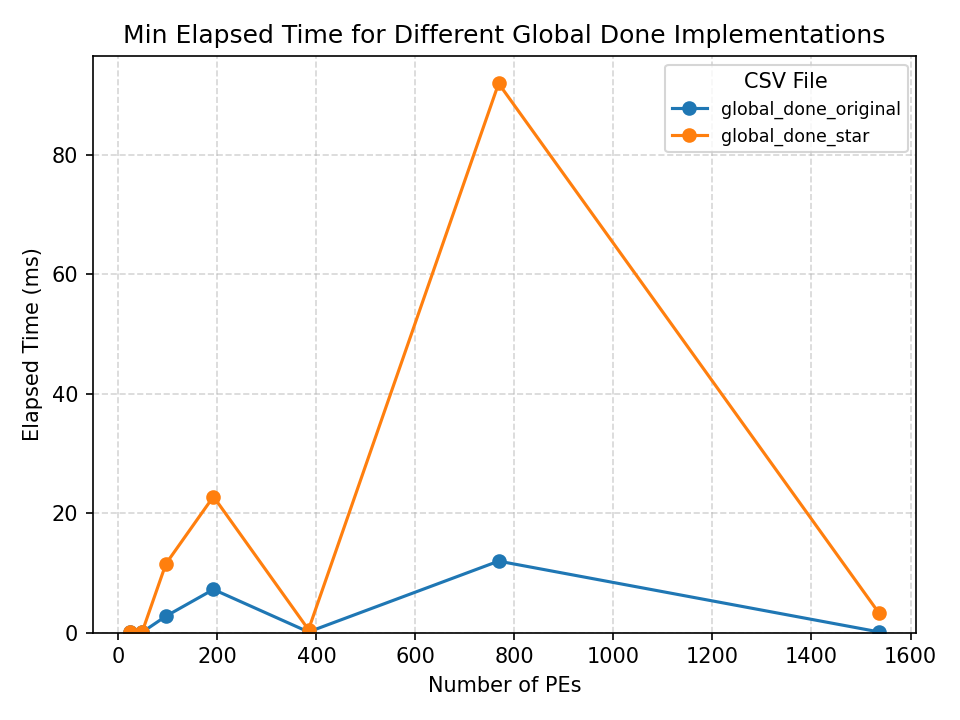 Min Elapsed Time for Different Global Done Implementations
CSV File
global_done_original
global_done_star
Elapsed Time (ms)
80
60
40
20
0
0 200 400 600 800 1000 1200 1400 1600
Number of PEs